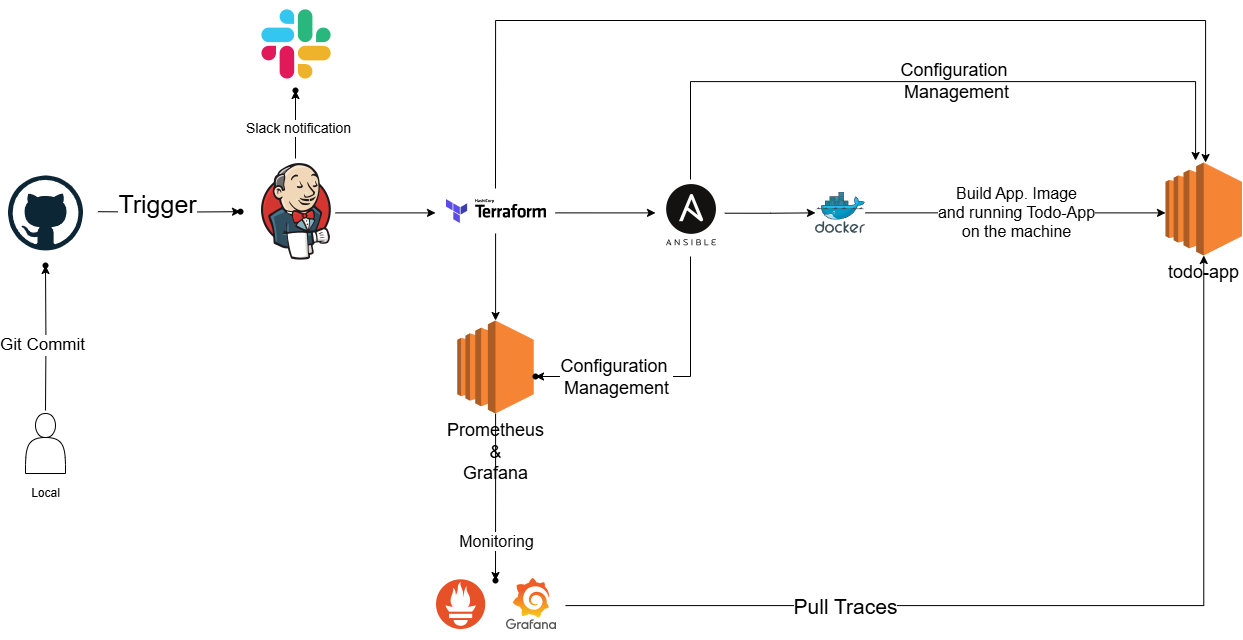 Configuration
Management
Slack notification
Trigger
HashiCorp
Terraform
ANSIBLE
docker
Build App. Image
and running Todo-App
on the machine
todo-app
Git Commit
Local
Configuration
Management
Prometheus
&
Grafana
Monitoring
Grafana
Pull Traces